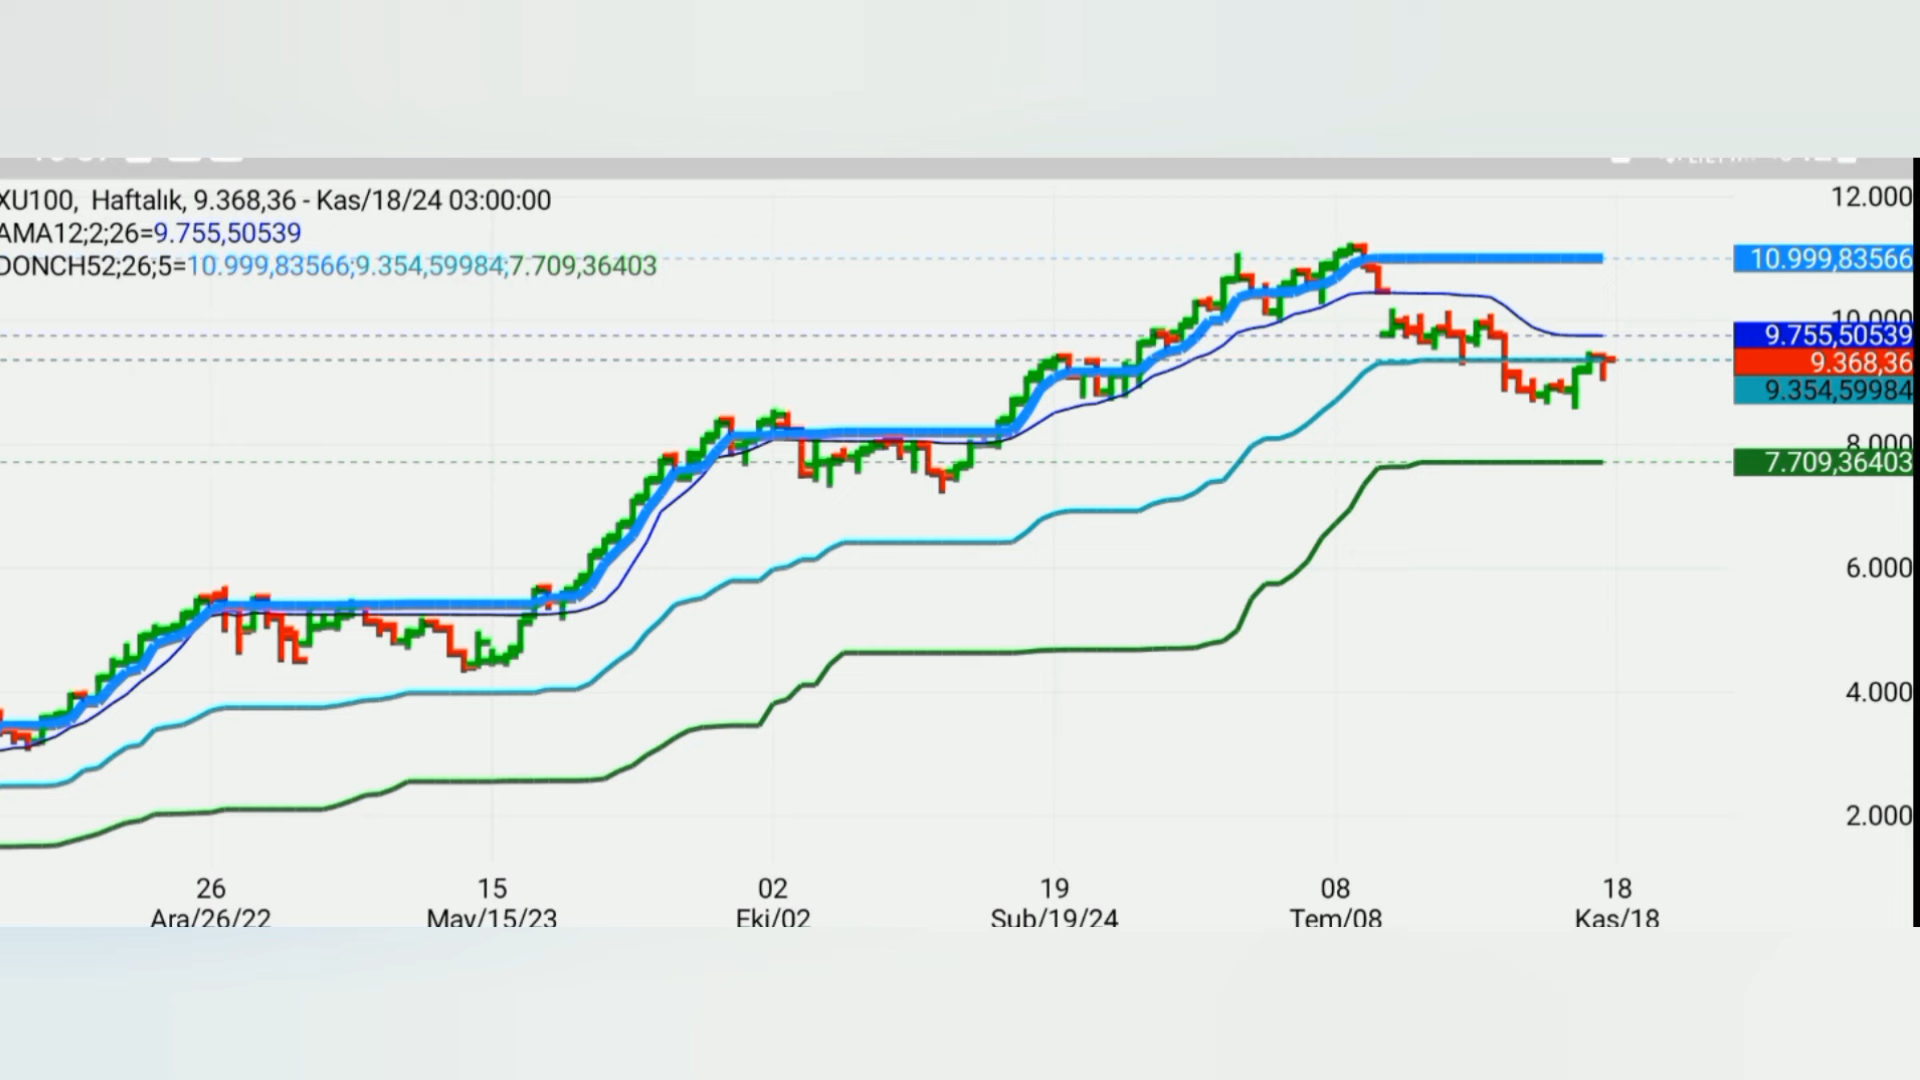 XU100, Haftalık, 9.368,36 - Kas/18/24 03:00:00
AMA12;2;26=9.755,50539
DONCH52;26;5=10.999,83566;9.354,59984;7.709,36403
12.000
10.999,83566
10.000
9.755,50539
9.368,36
9.354,59984
8.000
7.709,36403
6.000
4.000
2.000
26 15 02 19 08 18
Ara/26/22 May/15/23 Eki/02 Şub/19/24 Tem/08 Kas/18